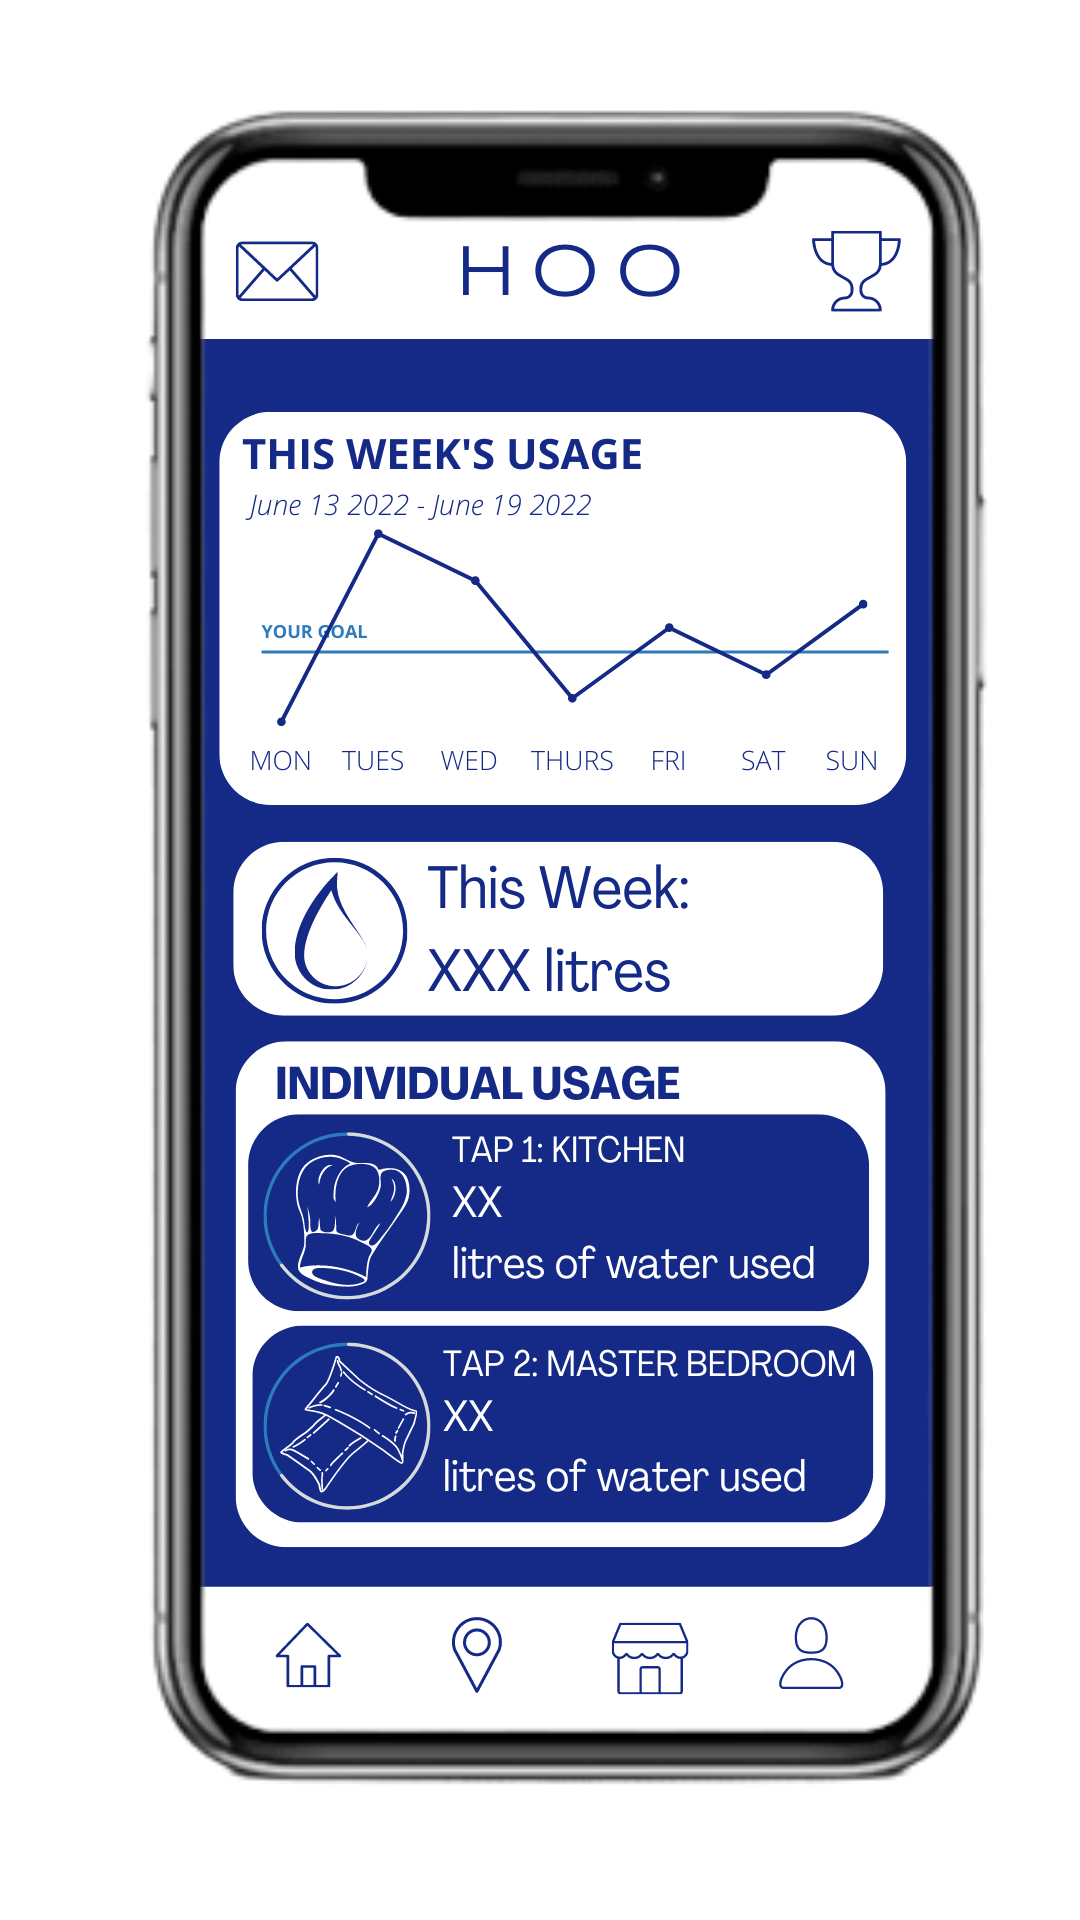 HOO
THIS WEEK'S USAGE
June 13 2022 - June 19 2022
YOUR GOAL
MON TUES WED THURS FRI SAT SUN
This Week:
XXX litres
INDIVIDUAL USAGE
TAP 1: KITCHEN
XX
litres of water used
TAP 2: MASTER BEDROOM
XX
litres of water used